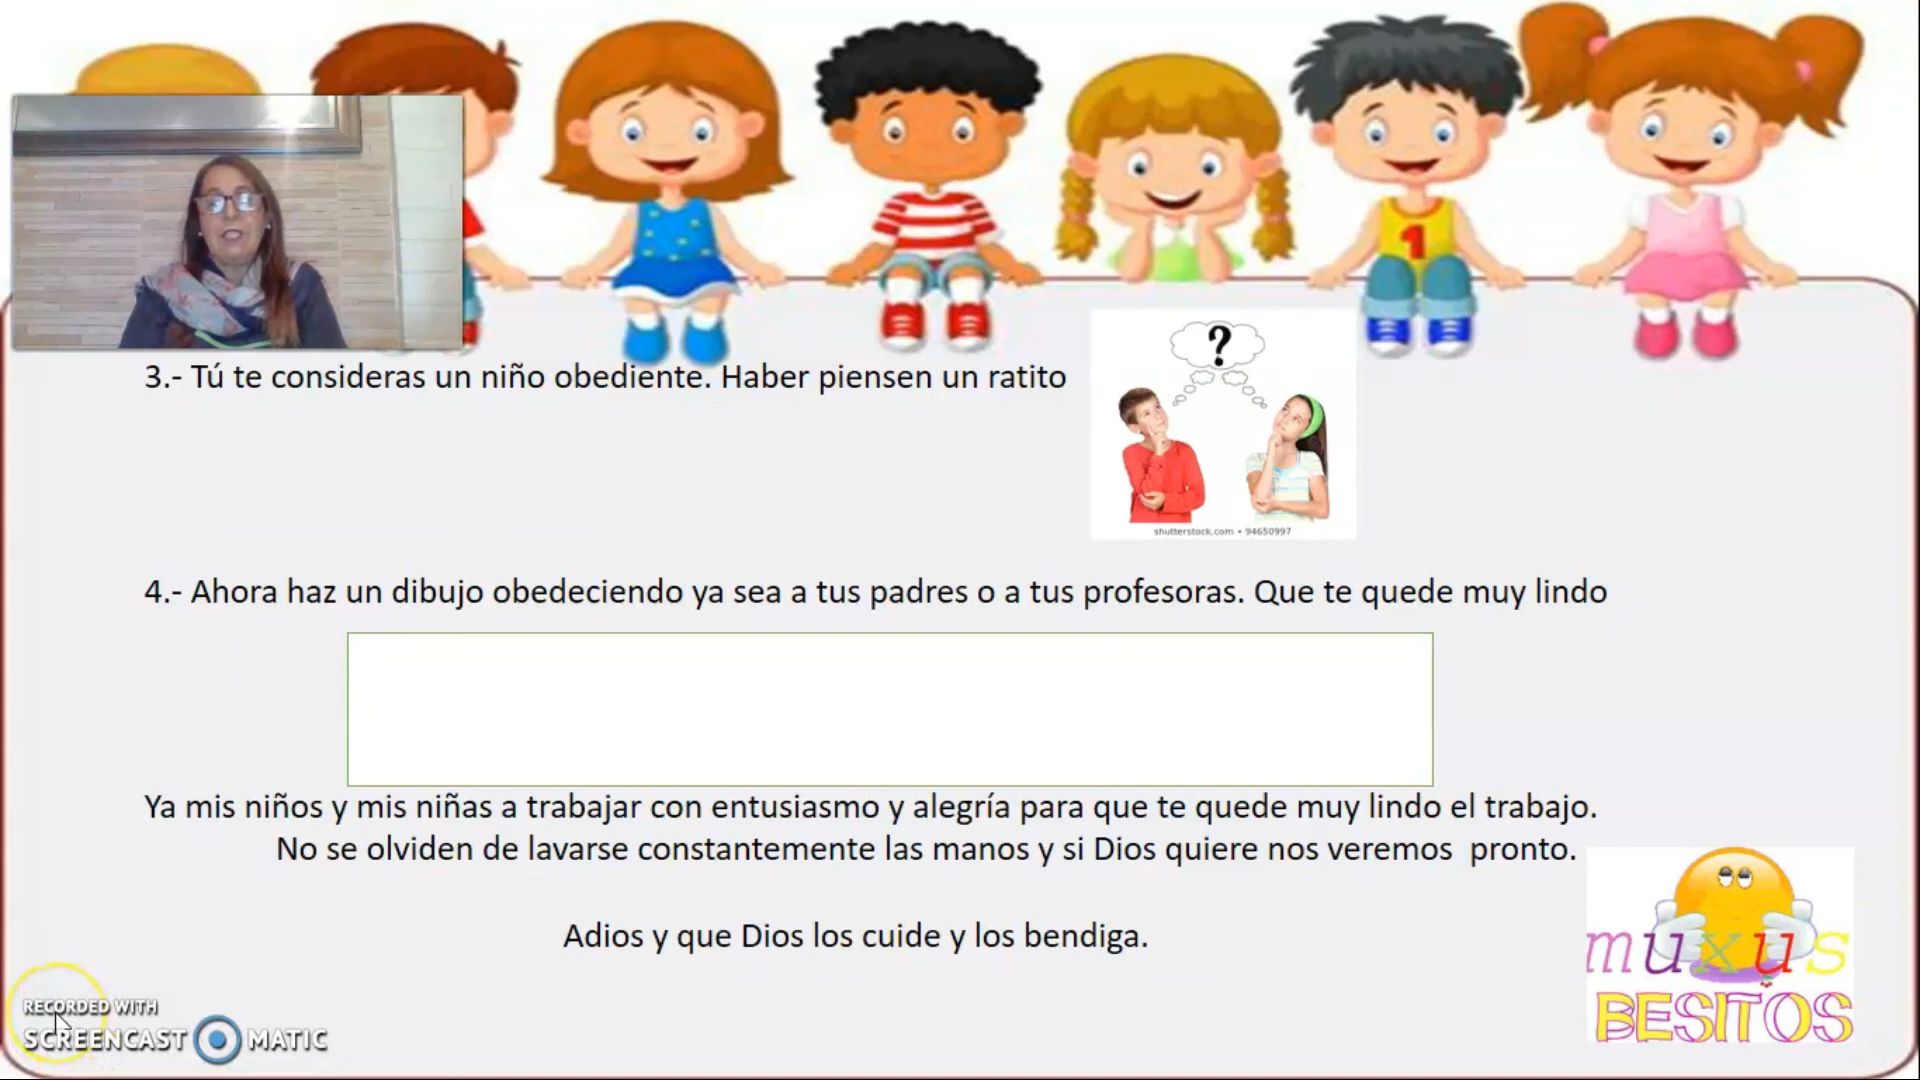 1
?
3.- Tú te consideras un niño obediente. Haber piensen un ratito
shutterstock.com • 94650997
4.- Ahora haz un dibujo obedeciendo ya sea a tus padres o a tus profesoras. Que te quede muy lindo
Ya mis niños y mis niñas a trabajar con entusiasmo y alegría para que te quede muy lindo el trabajo.
No se olviden de lavarse constantemente las manos y si Dios quiere nos veremos pronto.
Adios y que Dios los cuide y los bendiga.
muxus
BESITOS
RECORDED WITH
SCREENCAST MATIC